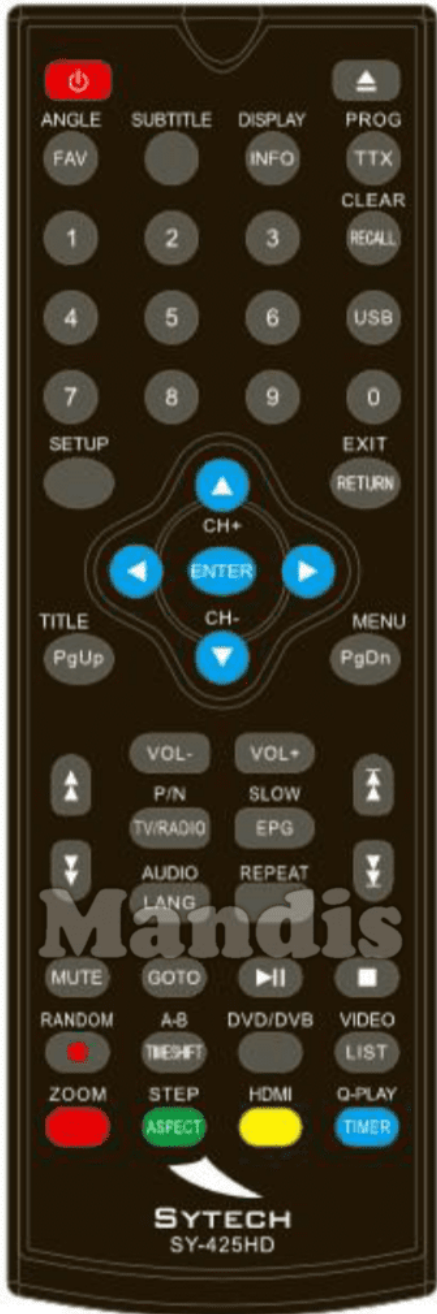 ANGLE SUBTITLE DISPLAY PROG
FAV INFO TTX
CLEAR
1 2 3 RECALL
4 5 6 USB
7 8 9 0
SETUP EXIT
RETURN
CH+
ENTER
CH-
TITLE MENU
PgUp PgDn
VOL- VOL+
P/N SLOW
TV/RADIO EPG
AUDIO REPEAT
LANG
Mandis
MUTE GOTO
RANDOM A-B DVD/DVB VIDEO
TIMESHIFT LIST
ZOOM STEP HDMI Q-PLAY
ASPECT TIMER
SYTECH
SY-425HD